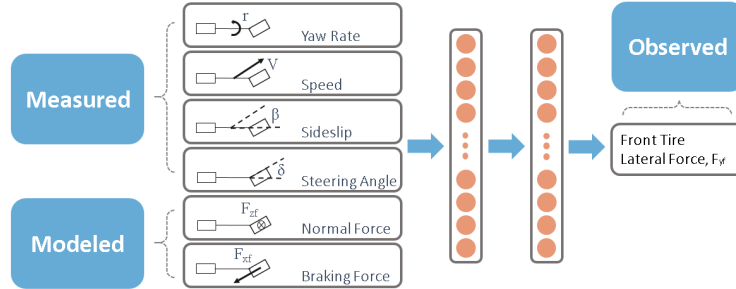 Measured
r
Yaw Rate
V
Speed
β
Sideslip
δ
Steering Angle
Modeled
Fzf
Normal Force
Fxf
Braking Force
Observed
Front Tire
Lateral Force, Fyf